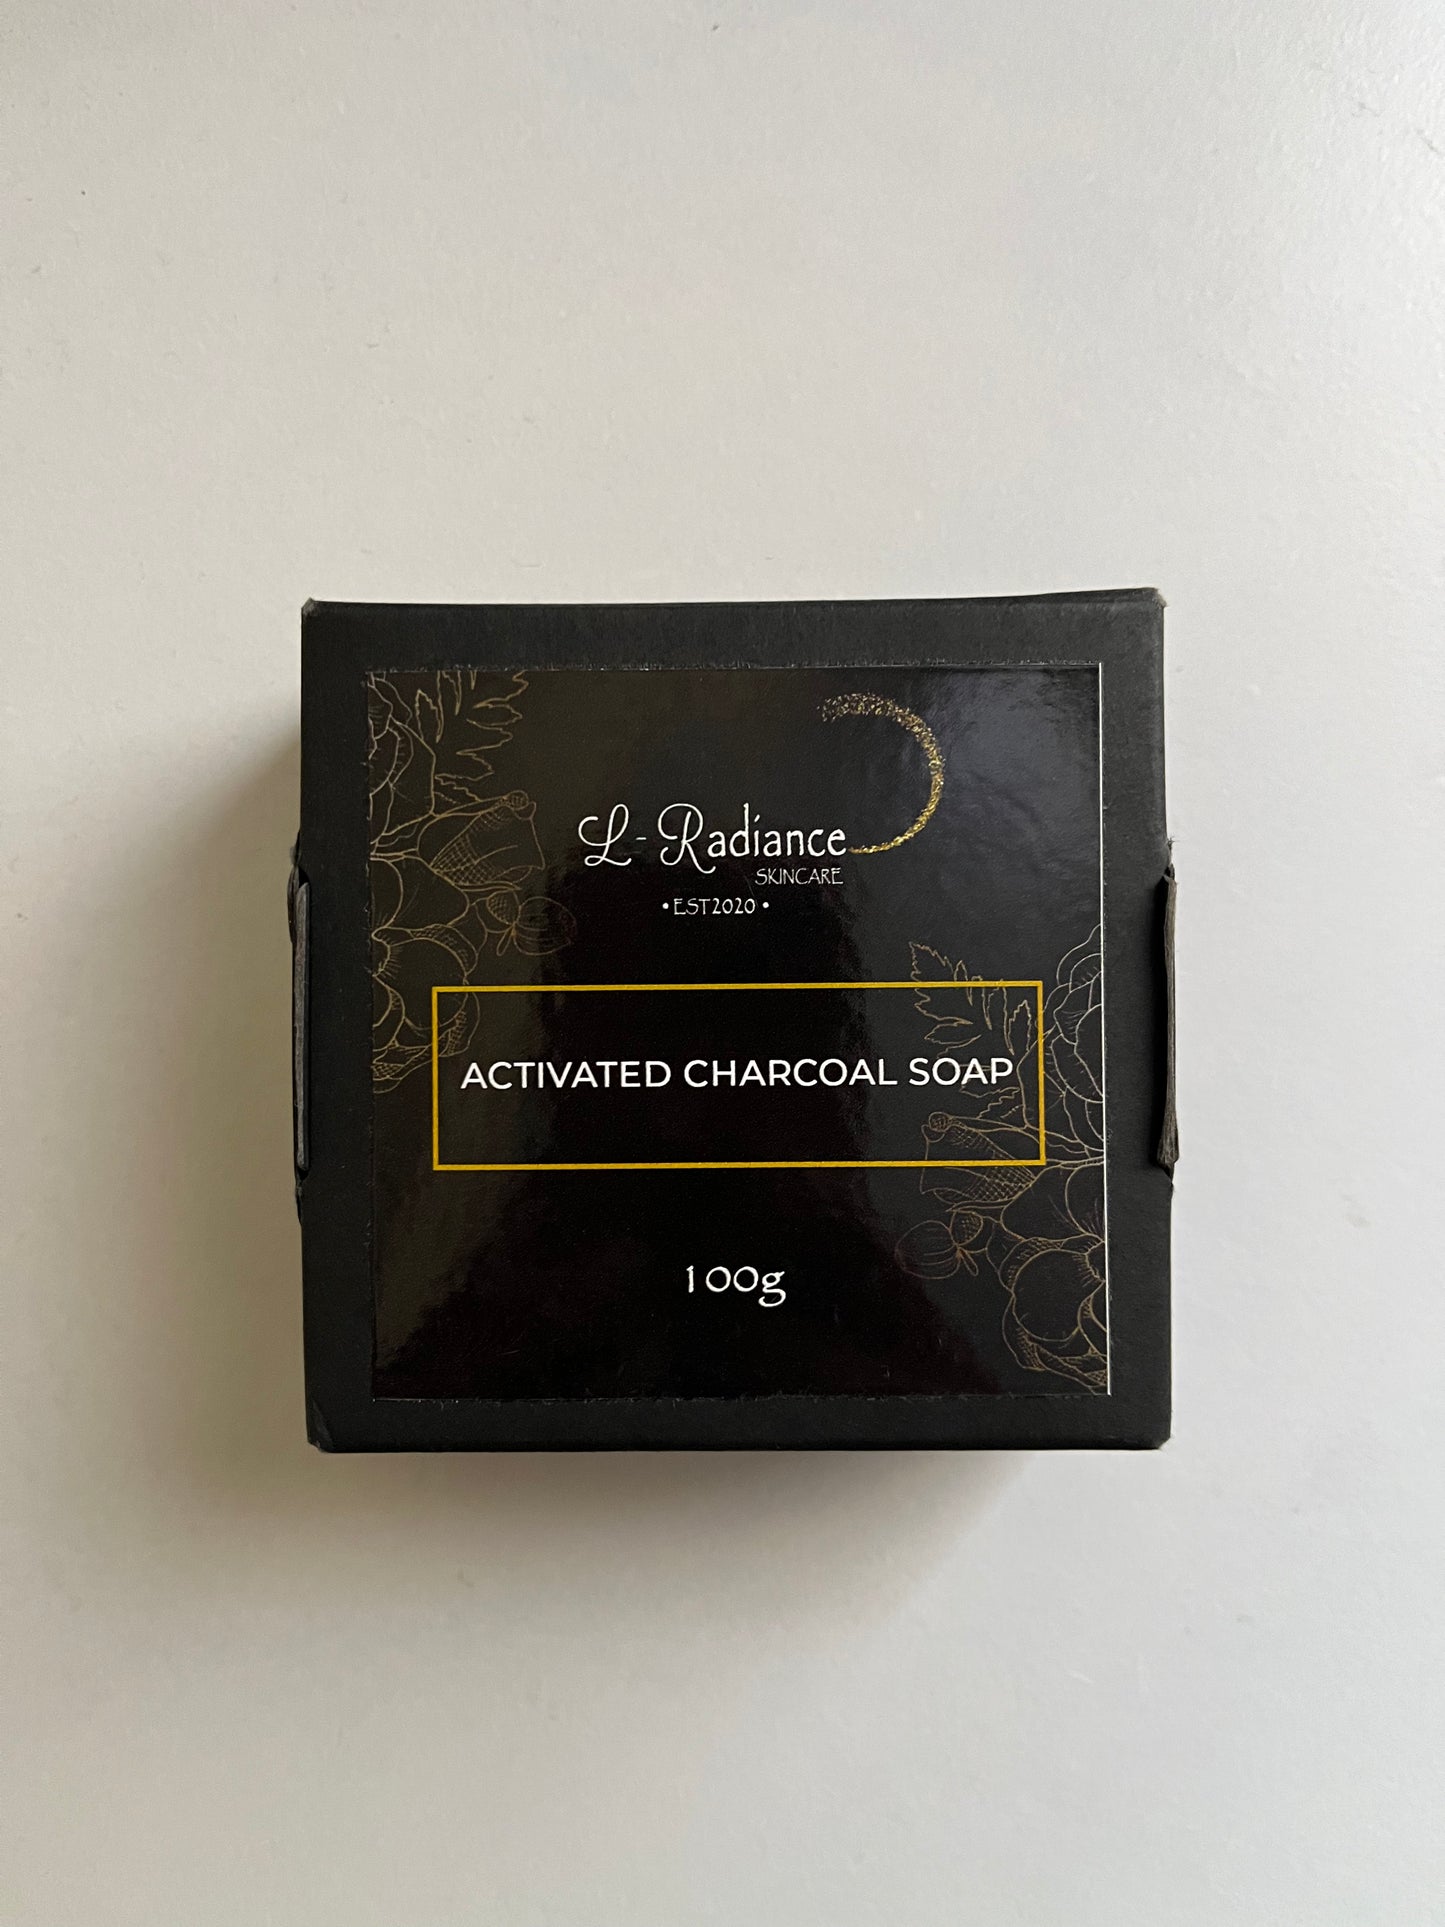 L-Radiance
SKINCARE
• EST2020 •
ACTIVATED CHARCOAL SOAP
100g